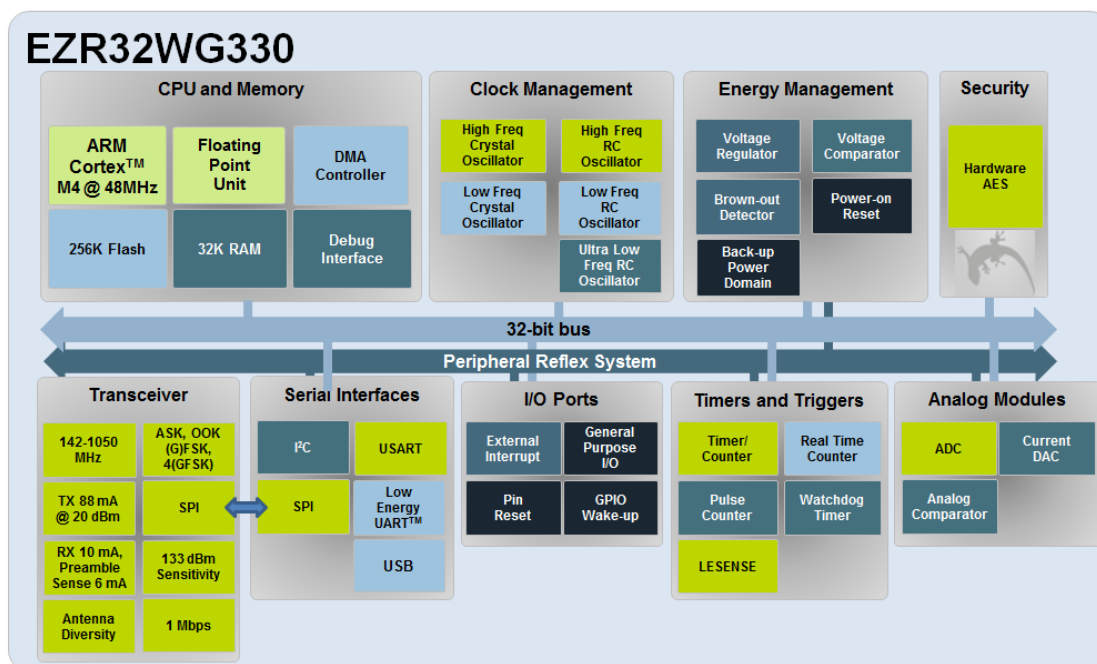 EZR32WG330
CPU and Memory
ARM
Cortex™
M4 @ 48MHz
Floating
Point
Unit
DMA
Controller
256K Flash
32K RAM
Debug
Interface
Clock Management
High Freq
Crystal
Oscillator
High Freq
RC
Oscillator
Low Freq
Crystal
Oscillator
Low Freq
RC
Oscillator
Ultra Low
Freq RC
Oscillator
Energy Management
Voltage
Regulator
Voltage
Comparator
Brown-out
Detector
Power-on
Reset
Back-up
Power
Domain
Security
Hardware
AES
32-bit bus
Peripheral Reflex System
Transceiver
142-1050
MHz
ASK, OOK
(G)FSK,
4(GFSK)
TX 88 mA
@ 20 dBm
SPI
RX 10 mA,
Preamble
Sense 6 mA
133 dBm
Sensitivity
Antenna
Diversity
1 Mbps
Serial Interfaces
I²C
USART
SPI
Low
Energy
UART™
USB
I/O Ports
External
Interrupt
General
Purpose
I/O
Pin
Reset
GPIO
Wake-up
Timers and Triggers
Timer/
Counter
Real Time
Counter
Pulse
Counter
Watchdog
Timer
LESENSE
Analog Modules
ADC
Current
DAC
Analog
Comparator